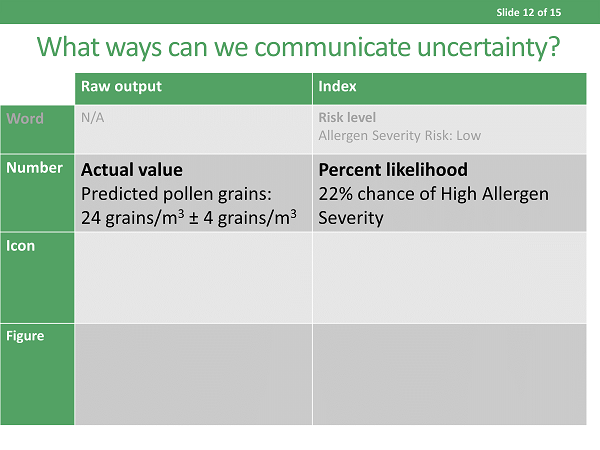 Slide 12 of 15
What ways can we communicate uncertainty?
Raw output
Index
Word
N/A
Risk level
Allergen Severity Risk: Low
Number
Actual value
Predicted pollen grains:
24 grains/m³ ± 4 grains/m³
Percent likelihood
22% chance of High Allergen
Severity
Icon
Figure